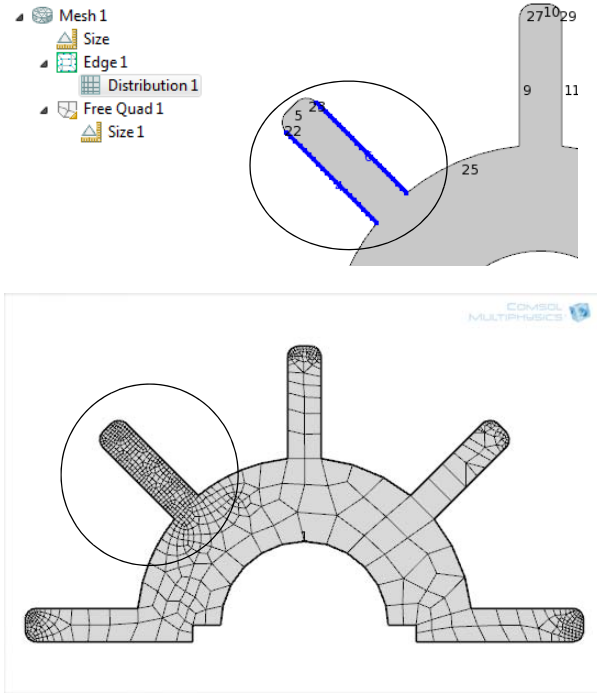 Mesh 1
Size
Edge 1
Distribution 1
Free Quad 1
Size 1
27 10 29
9 11
5 23
22
6
25
COMSOL
MULTIPHYSICS
1